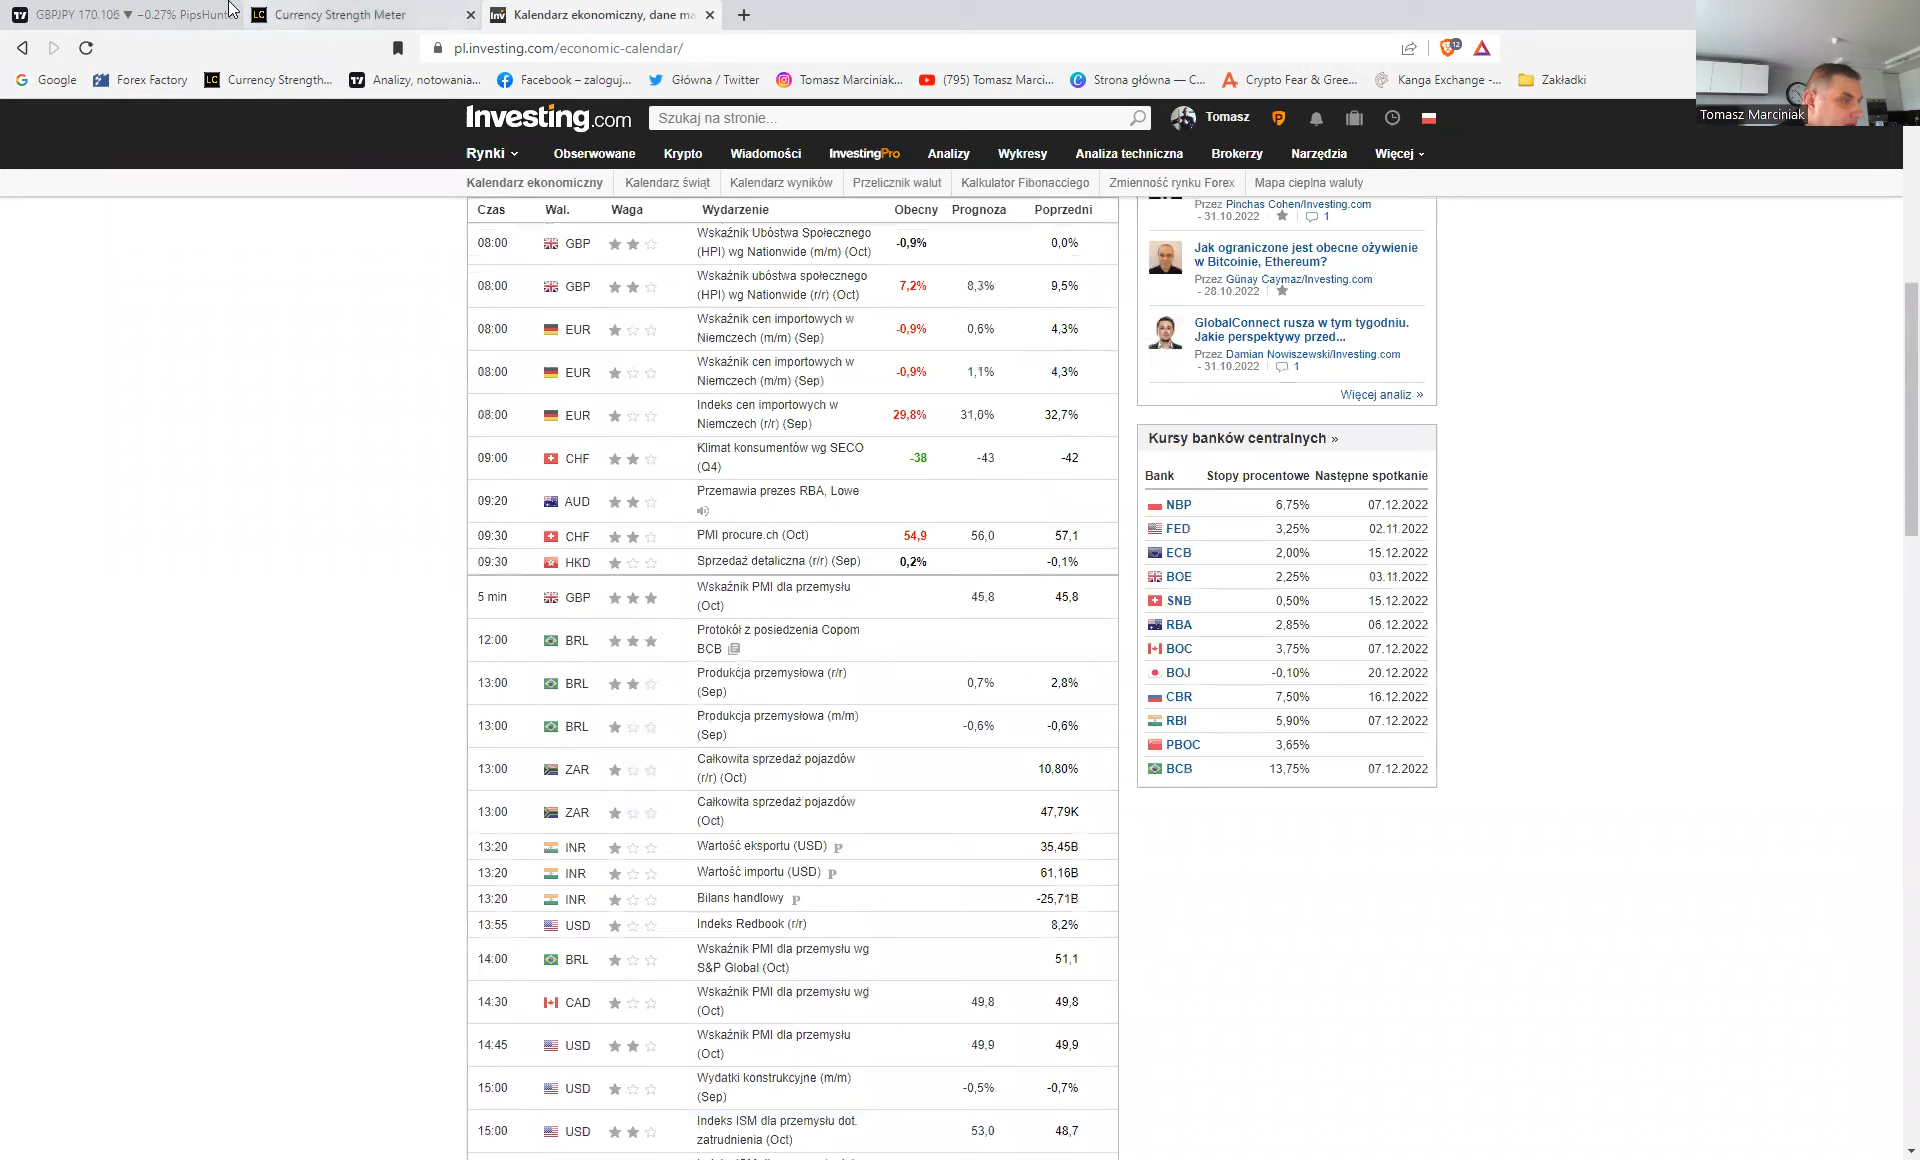 GBPJPY 170.106 ▼ −0.27% PipsHunt
Currency Strength Meter
Kalendarz ekonomiczny, dane ma
pl.investing.com/economic-calendar/
12
Google
Forex Factory
Currency Strength...
Analizy, notowania...
Facebook – zaloguj...
Główna / Twitter
Tomasz Marciniak...
(795) Tomasz Marci...
Strona główna — C...
Crypto Fear & Gree...
Kanga Exchange -...
Zakładki
Tomasz Marciniak
Investing.com
Szukaj na stronie...
Tomasz
Rynki
Obserwowane
Krypto
Wiadomości
InvestingPro
Analizy
Wykresy
Analiza techniczna
Brokerzy
Narzędzia
Więcej
Kalendarz ekonomiczny
Kalendarz świąt
Kalendarz wyników
Przelicznik walut
Kalkulator Fibonacciego
Zmienność rynku Forex
Mapa cieplna waluty
Czas Wal. Waga Wydarzenie Obecny Prognoza Poprzedni
08:00 GBP Wskaźnik Ubóstwa Społecznego -0,9% 0,0%
(HPI) wg Nationwide (m/m) (Oct)
08:00 GBP Wskaźnik ubóstwa społecznego 7,2% 8,3% 9,5%
(HPI) wg Nationwide (r/r) (Oct)
08:00 EUR Wskaźnik cen importowych w -0,9% 0,6% 4,3%
Niemczech (m/m) (Sep)
08:00 EUR Wskaźnik cen importowych w -0,9% 1,1% 4,3%
Niemczech (m/m) (Sep)
08:00 EUR Indeks cen importowych w 29,8% 31,6% 32,7%
Niemczech (r/r) (Sep)
09:00 CHF Klimat konsumentów wg SECO -38 -43 -42
(Q4)
09:20 AUD Przemawia prezes RBA, Lowe
09:30 CHF PMI procure.ch (Oct) 54,9 56,0 57,1
09:30 HKD Sprzedaż detaliczna (r/r) (Sep) 0,2% -0,1%
5 min GBP Wskaźnik PMI dla przemysłu 45,8 45,8
(Oct)
12:00 BRL Protokół z posiedzenia Copom
BCB
13:00 BRL Produkcja przemysłowa (r/r) 0,7% 2,8%
(Sep)
13:00 BRL Produkcja przemysłowa (m/m) -0,6% -0,6%
(Sep)
13:00 ZAR Całkowita sprzedaż pojazdów 10,80%
(r/r) (Oct)
13:00 ZAR Całkowita sprzedaż pojazdów 47,79K
(Oct)
13:20 INR Wartość eksportu (USD) P 35,45B
13:20 INR Wartość importu (USD) P 61,16B
13:20 INR Bilans handlowy P -25,71B
13:55 USD Indeks Redbook (r/r) 8,2%
14:00 BRL Wskaźnik PMI dla przemysłu wg 51,1
S&P Global (Oct)
14:30 CAD Wskaźnik PMI dla przemysłu wg 49,8 49,8
(Oct)
14:45 USD Wskaźnik PMI dla przemysłu 49,9 49,9
(Oct)
15:00 USD Wydatki konstrukcyjne (m/m) -0,5% -0,7%
(Sep)
15:00 USD Indeks ISM dla przemysłu dot. 53,0 48,7
zatrudnienia (Oct)
Przez Pinchas Cohen/Investing.com
- 31.10.2022 1
Jak ograniczone jest obecne ożywienie
w Bitcoinie, Ethereum?
Przez Günay Caymaz/Investing.com
- 28.10.2022
GlobalConnect rusza w tym tygodniu.
Jakie perspektywy przed...
Przez Damian Nowiszewski/Investing.com
- 31.10.2022 1
Więcej analiz »
Kursy banków centralnych »
Bank Stopy procentowe Następne spotkanie
NBP 6,75% 07.12.2022
FED 3,25% 02.11.2022
ECB 2,00% 15.12.2022
BOE 2,25% 03.11.2022
SNB 0,50% 15.12.2022
RBA 2,85% 06.12.2022
BOC 3,75% 07.12.2022
BOJ -0,10% 20.12.2022
CBR 7,50% 16.12.2022
RBI 5,90% 07.12.2022
PBOC 3,65%
BCB 13,75% 07.12.2022